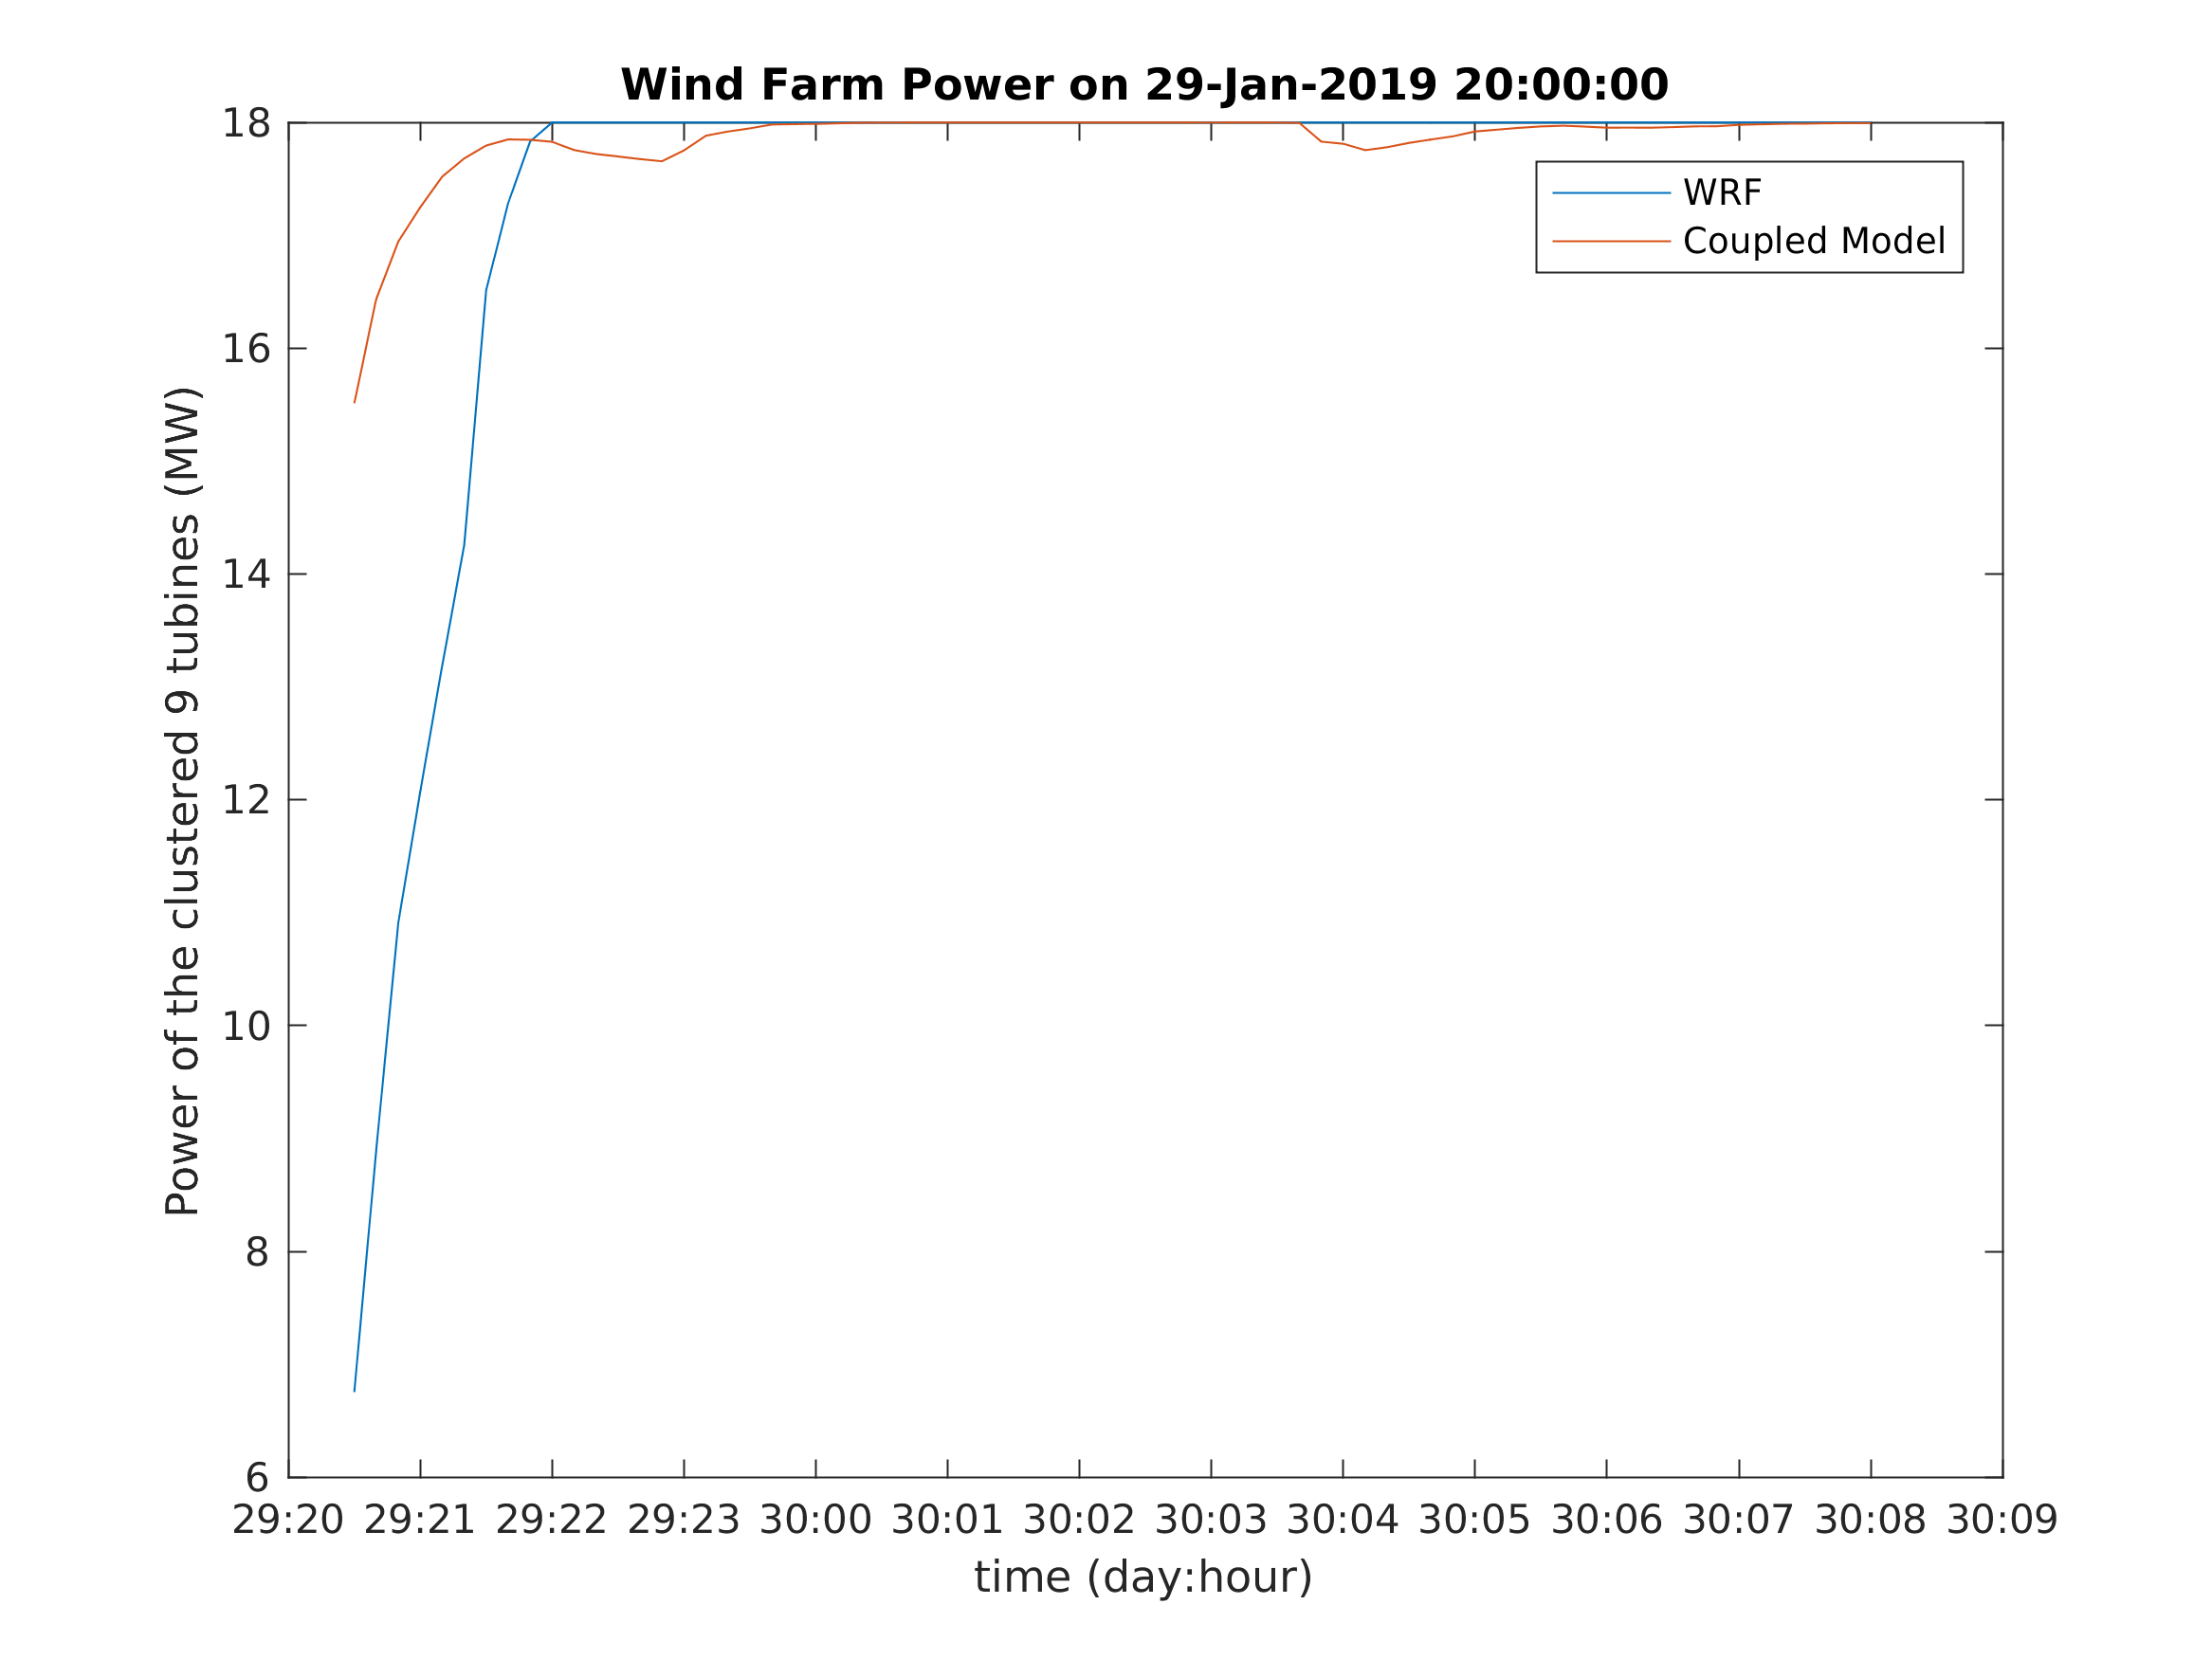 Wind Farm Power on 29-Jan-2019 20:00:00
18
16
14
12
10
8
6
Power of the clustered 9 tubines (MW)
WRF
Coupled Model
29:20 29:21 29:22 29:23 30:00 30:01 30:02 30:03 30:04 30:05 30:06 30:07 30:08 30:09
time (day:hour)